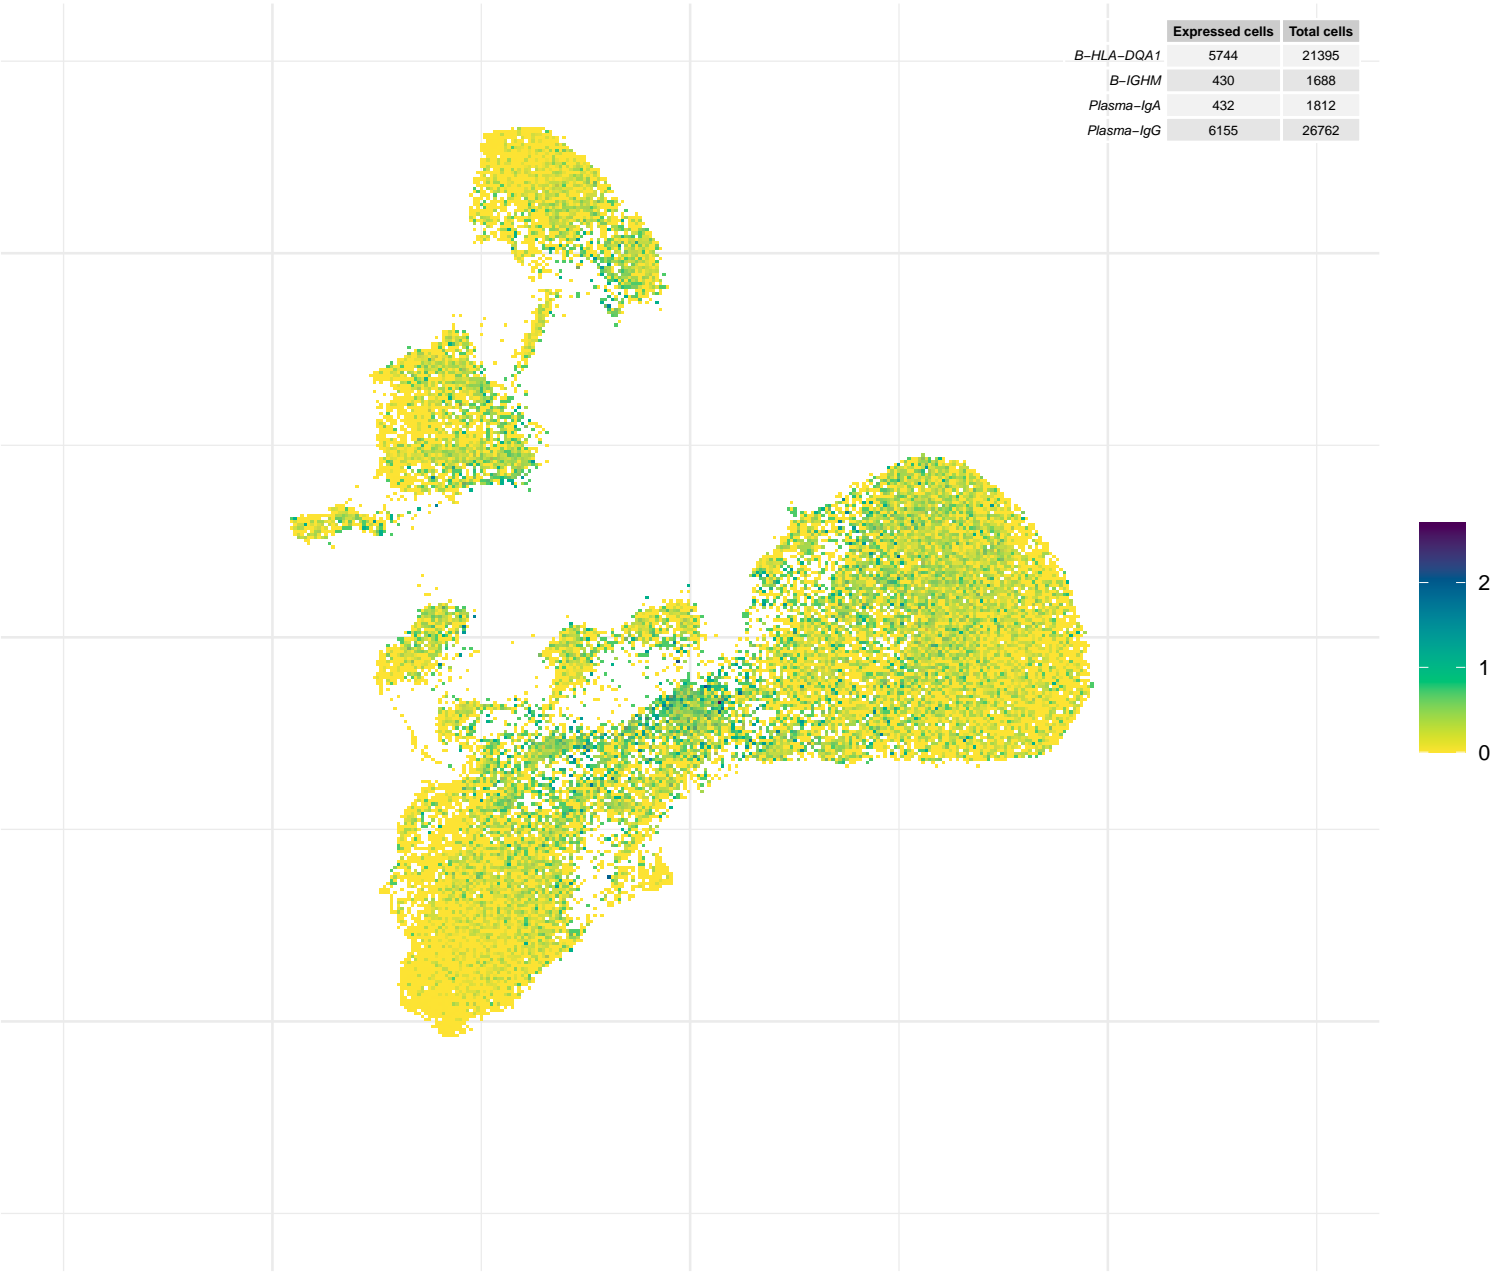 Expressed cells Total cells
B−HLA−DQA1 5744 21395
B−IGHM 430 1688
Plasma−IgA 432 1812
Plasma−IgG 6155 26762
2
1
0